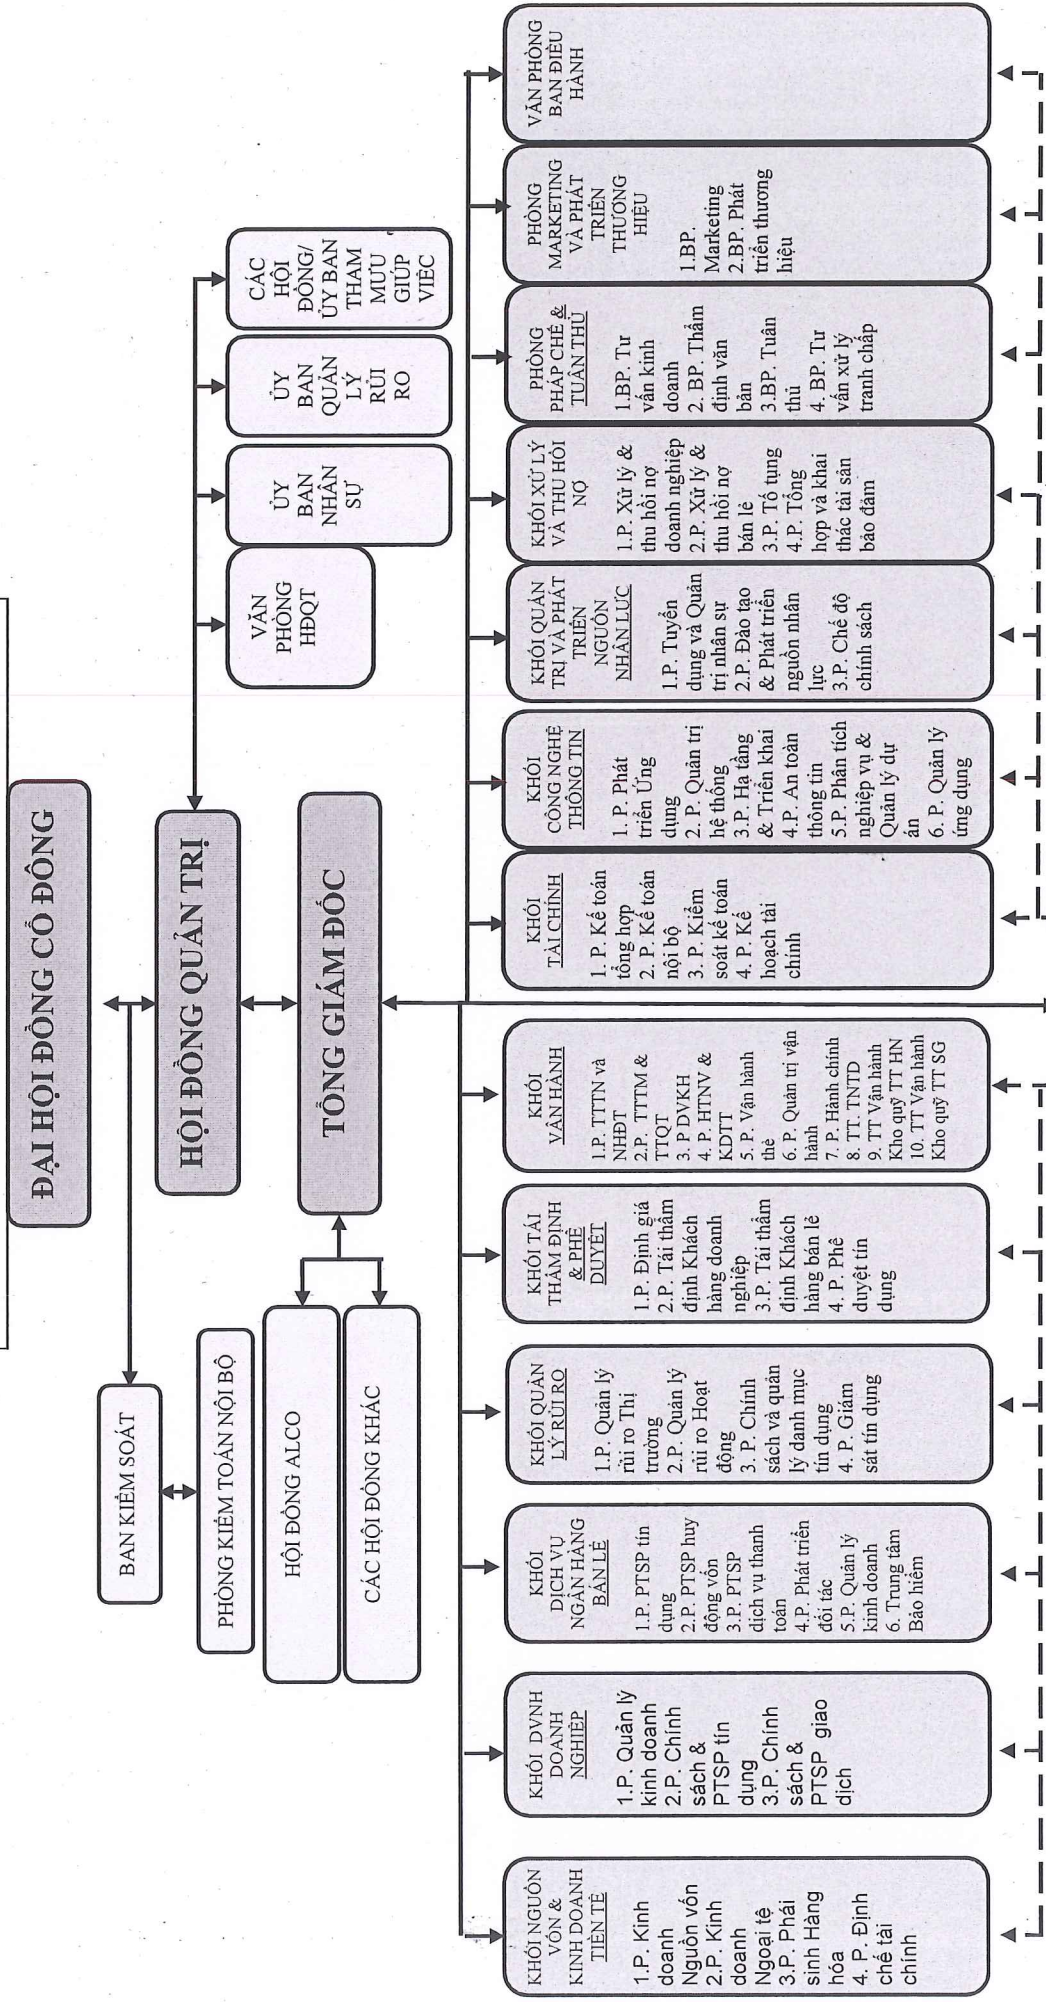 ĐẠI HỘI ĐỒNG CỔ ĐÔNG
HỘI ĐỒNG QUẢN TRỊ
TỔNG GIÁM ĐỐC
BAN KIỂM SOÁT
PHÒNG KIỂM TOÁN NỘI BỘ
HỘI ĐỒNG ALCO
CÁC HỘI ĐỒNG KHÁC
VĂN
PHÒNG
HĐQT
ỦY
BAN
NHÂN
SỰ
ỦY
BAN
QUẢN
LÝ
RỦI
RO
CÁC
HỘI
ĐỒNG/
ỦY BAN
THAM
MƯU
GIÚP
VIỆC
KHỐI NGUỒN
VỐN &
KINH DOANH
TIỀN TỆ
1.P. Kinh
doanh
Nguồn vốn
2.P. Kinh
doanh
Ngoại tệ
3.P. Phái
sinh Hàng
hóa
4. P. Định
chế tài
chính
KHỐI DVNH
DOANH
NGHIỆP
1.P. Quản lý
kinh doanh
2.P. Chính
sách &
PTSP tín
dụng
3.P. Chính
sách &
PTSP giao
dịch
KHỐI
DỊCH VỤ
NGÂN HÀNG
BÁN LẺ
1.P. PTSP tín
dụng
2.P. PTSP huy
động vốn
3.P. PTSP
dịch vụ thanh
toán
4.P. Phát triển
đối tác
5.P. Quản lý
kinh doanh
6. Trung tâm
Bảo hiểm
KHỐI QUẢN
LÝ RỦI RO
1.P. Quản lý
rủi ro Thị
trường
2.P. Quản lý
rủi ro Hoạt
động
3. P. Chính
sách và quản
lý danh mục
tín dụng
4. P. Giám
sát tín dụng
KHỐI TÁI
THẨM ĐỊNH
& PHÊ
DUYỆT
1.P. Định giá
2.P. Tái thẩm
định Khách
hàng doanh
nghiệp
3.P. Tái thẩm
định Khách
hàng bán lẻ
4. P. Phê
duyệt tín
dụng
KHỐI
VẬN HÀNH
1.P. TTTN và
NHĐT
2.P. TTTM &
TTQT
3. P DVKH
4. P. HTNV &
KDTT
5. P. Vận hành
thẻ
6. P. Quản trị vận
hành
7. P. Hành chính
8. TT. TNTD
9. TT Vận hành
Kho quỹ TT HN
10. TT Vận hành
Kho quỹ TT SG
KHỐI
TÀI CHÍNH
1. P. Kế toán
tổng hợp
2. P. Kế toán
nội bộ
3. P. Kiểm
soát kế toán
4. P. Kế
hoạch tài
chính
KHỐI
CÔNG NGHỆ
THÔNG TIN
1. P. Phát
triển Ứng
dụng
2. P. Quản trị
hệ thống
3.P. Hạ tầng
& Triển khai
4.P. An toàn
thông tin
5.P. Phân tích
nghiệp vụ &
Quản lý dự
án
6. P. Quản lý
ứng dụng
KHỐI QUẢN
TRỊ VÀ PHÁT
TRIỂN
NGUỒN
NHÂN LỰC
1.P. Tuyển
dụng và Quản
trị nhân sự
2.P. Đào tạo
& Phát triển
nguồn nhân
lực
3.P. Chế độ
chính sách
KHỐI XỬ LÝ
VÀ THU HỒI
NỢ
1.P. Xử lý &
thu hồi nợ
doanh nghiệp
2.P. Xử lý &
thu hồi nợ
bán lẻ
3.P. Tố tụng
4.P. Tổng
hợp và khai
thác tài sản
bảo đảm
PHÒNG
PHÁP CHẾ &
TUÂN THỦ
1.BP. Tư
vấn kinh
doanh
2. BP. Thẩm
định văn
bản
3.BP. Tuân
thủ
4. BP. Tư
vấn xử lý
tranh chấp
PHÒNG
MARKETING
VÀ PHÁT
TRIỂN
THƯƠNG
HIỆU
1.BP.
Marketing
2.BP. Phát
triển thương
hiệu
VĂN PHÒNG
BAN ĐIỀU
HÀNH